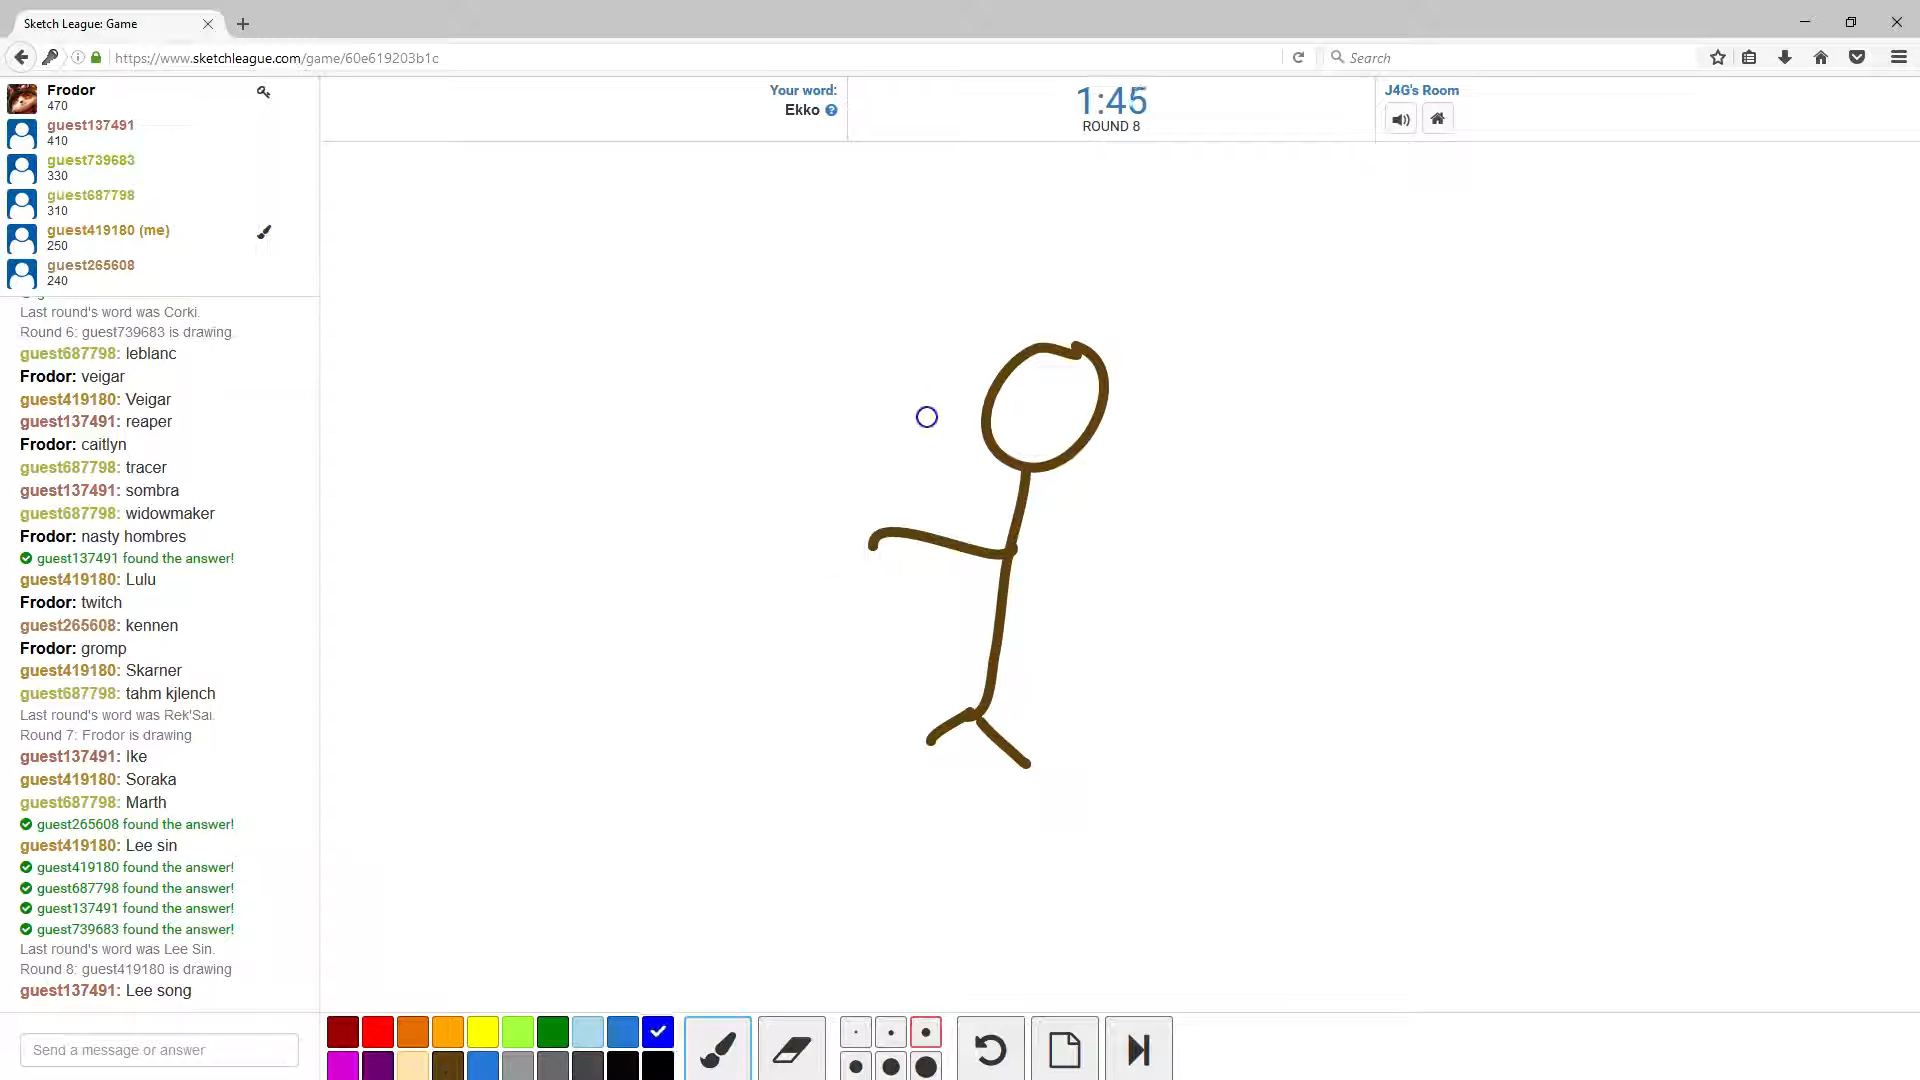 Sketch League: Game
https://www.sketchleague.com/game/60e619203b1c
Search
Frodor
470
guest137491
410
guest739683
330
guest687798
310
guest419180 (me)
250
guest265608
240
Your word:
Ekko
1:45
ROUND 8
J4G's Room
Last round's word was Corki.
Round 6: guest739683 is drawing.
guest687798: leblanc
Frodor: veigar
guest419180: Veigar
guest137491: reaper
Frodor: caitlyn
guest687798: tracer
guest137491: sombra
guest687798: widowmaker
Frodor: nasty hombres
guest137491 found the answer!
guest419180: Lulu
Frodor: twitch
guest265608: kennen
Frodor: gromp
guest419180: Skarner
guest687798: tahm kjlench
Last round's word was Rek'Sai.
Round 7: Frodor is drawing
guest137491: Ike
guest419180: Soraka
guest687798: Marth
guest265608 found the answer!
guest419180: Lee sin
guest419180 found the answer!
guest687798 found the answer!
guest137491 found the answer!
guest739683 found the answer!
Last round's word was Lee Sin.
Round 8: guest419180 is drawing
guest137491: Lee song
Send a message or answer